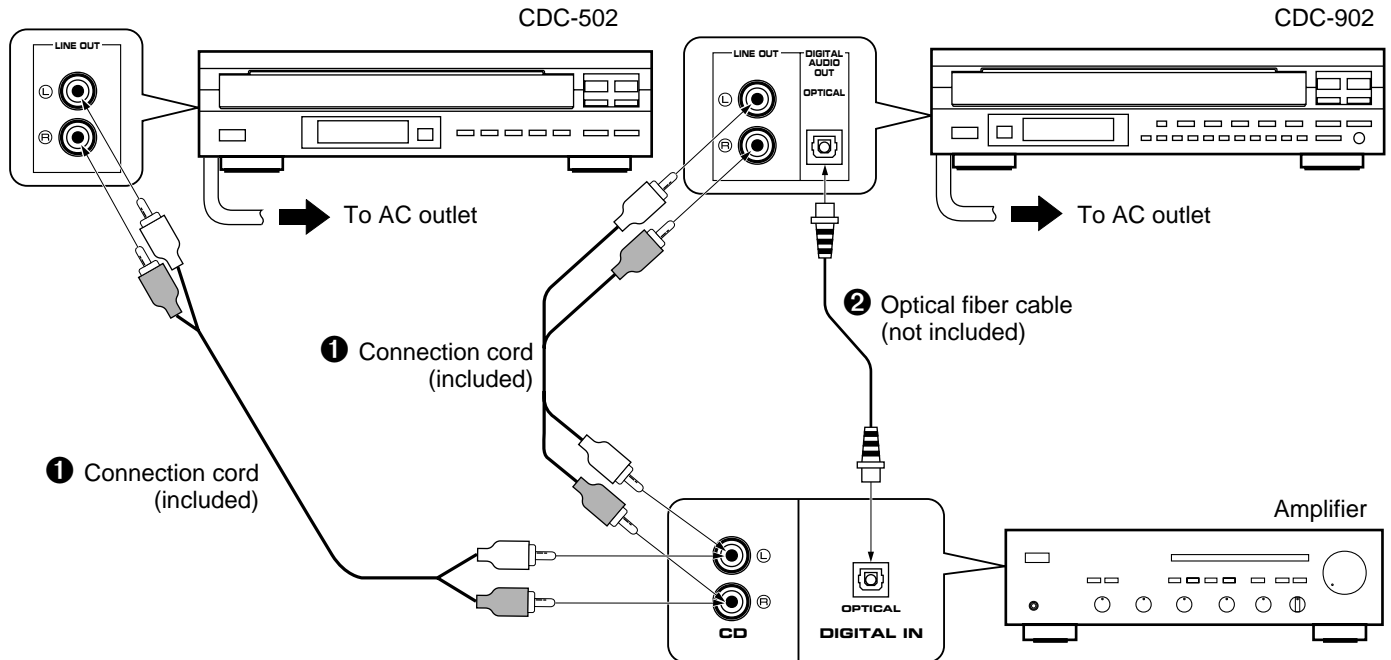 CDC-502
CDC-902
LINE OUT
L
R
To AC outlet
LINE OUT
DIGITAL
AUDIO
OUT
OPTICAL
L
R
To AC outlet
❷ Optical fiber cable
(not included)
❶ Connection cord
(included)
❶ Connection cord
(included)
Amplifier
L
R
CD
OPTICAL
DIGITAL IN